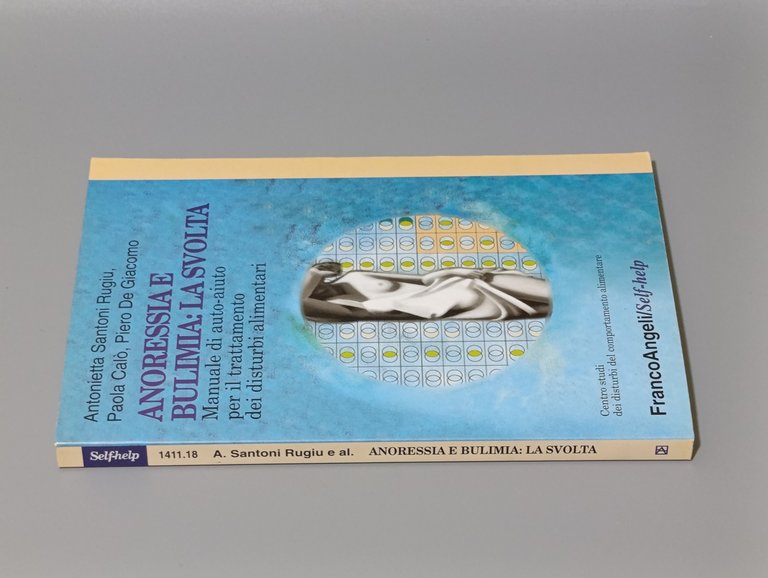 Antonietta Santoni Rugiu,
Paola Calò, Piero De Giacomo
ANORESSIA E
BULIMIA: LA SVOLTA
Manuale di auto-aiuto
per il trattamento
dei disturbi alimentari
Centro studi
dei disturbi del comportamento alimentare
FrancoAngeli/Self-help
Selfhelp 1411.18 A. Santoni Rugiu e al. ANORESSIA E BULIMIA: LA SVOLTA